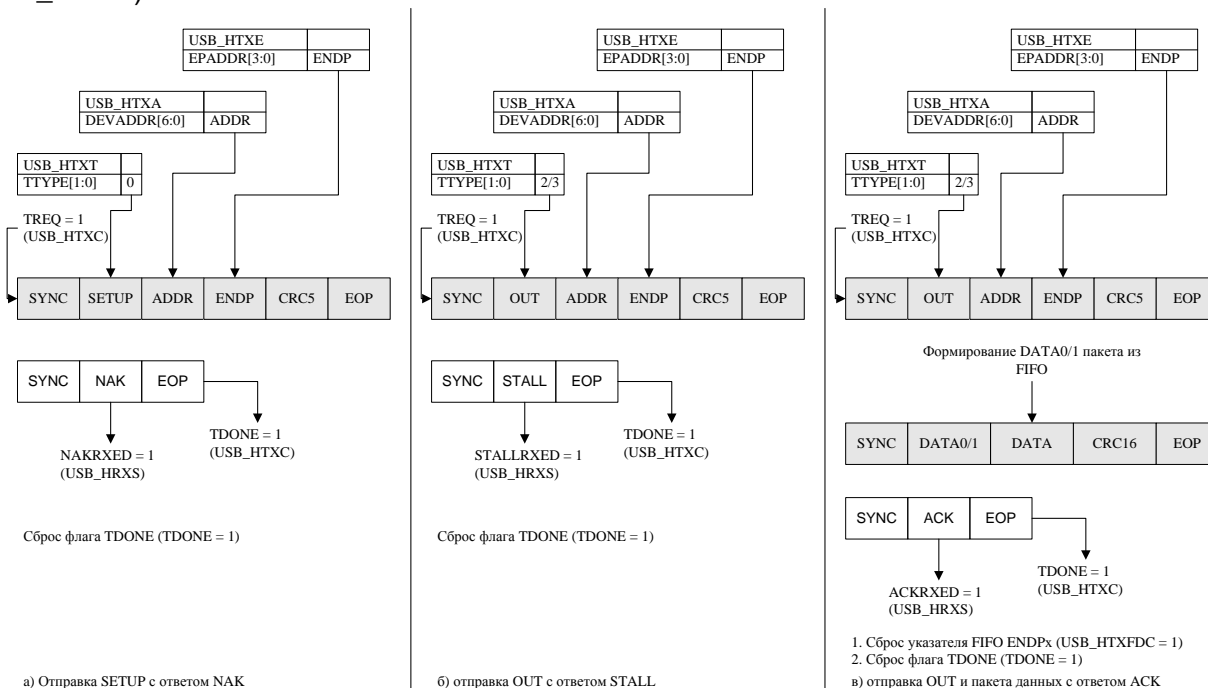 USB_HTXE
EPADDR[3:0] ENDP
USB_HTXA
DEVADDR[6:0] ADDR
USB_HTXT
TTYPE[1:0] 0
TREQ = 1
(USB_HTXC)
SYNC SETUP ADDR ENDP CRC5 EOP
SYNC NAK EOP
NAKRXED = 1
(USB_HRXS)
TDONE = 1
(USB_HTXC)
Сброс флага TDONE (TDONE = 1)
а) Отправка SETUP с ответом NAK
USB_HTXE
EPADDR[3:0] ENDP
USB_HTXA
DEVADDR[6:0] ADDR
USB_HTXT
TTYPE[1:0] 2/3
TREQ = 1
(USB_HTXC)
SYNC OUT ADDR ENDP CRC5 EOP
SYNC STALL EOP
STALLRXED = 1
(USB_HRXS)
TDONE = 1
(USB_HTXC)
Сброс флага TDONE (TDONE = 1)
б) отправка OUT с ответом STALL
USB_HTXE
EPADDR[3:0] ENDP
USB_HTXA
DEVADDR[6:0] ADDR
USB_HTXT
TTYPE[1:0] 2/3
TREQ = 1
(USB_HTXC)
SYNC OUT ADDR ENDP CRC5 EOP
Формирование DATA0/1 пакета из
FIFO
SYNC DATA0/1 DATA CRC16 EOP
SYNC ACK EOP
ACKRXED = 1
(USB_HRXS)
TDONE = 1
(USB_HTXC)
1. Сброс указателя FIFO ENDPx (USB_HTXFDC = 1)
2. Сброс флага TDONE (TDONE = 1)
в) отправка OUT и пакета данных с ответом ACK